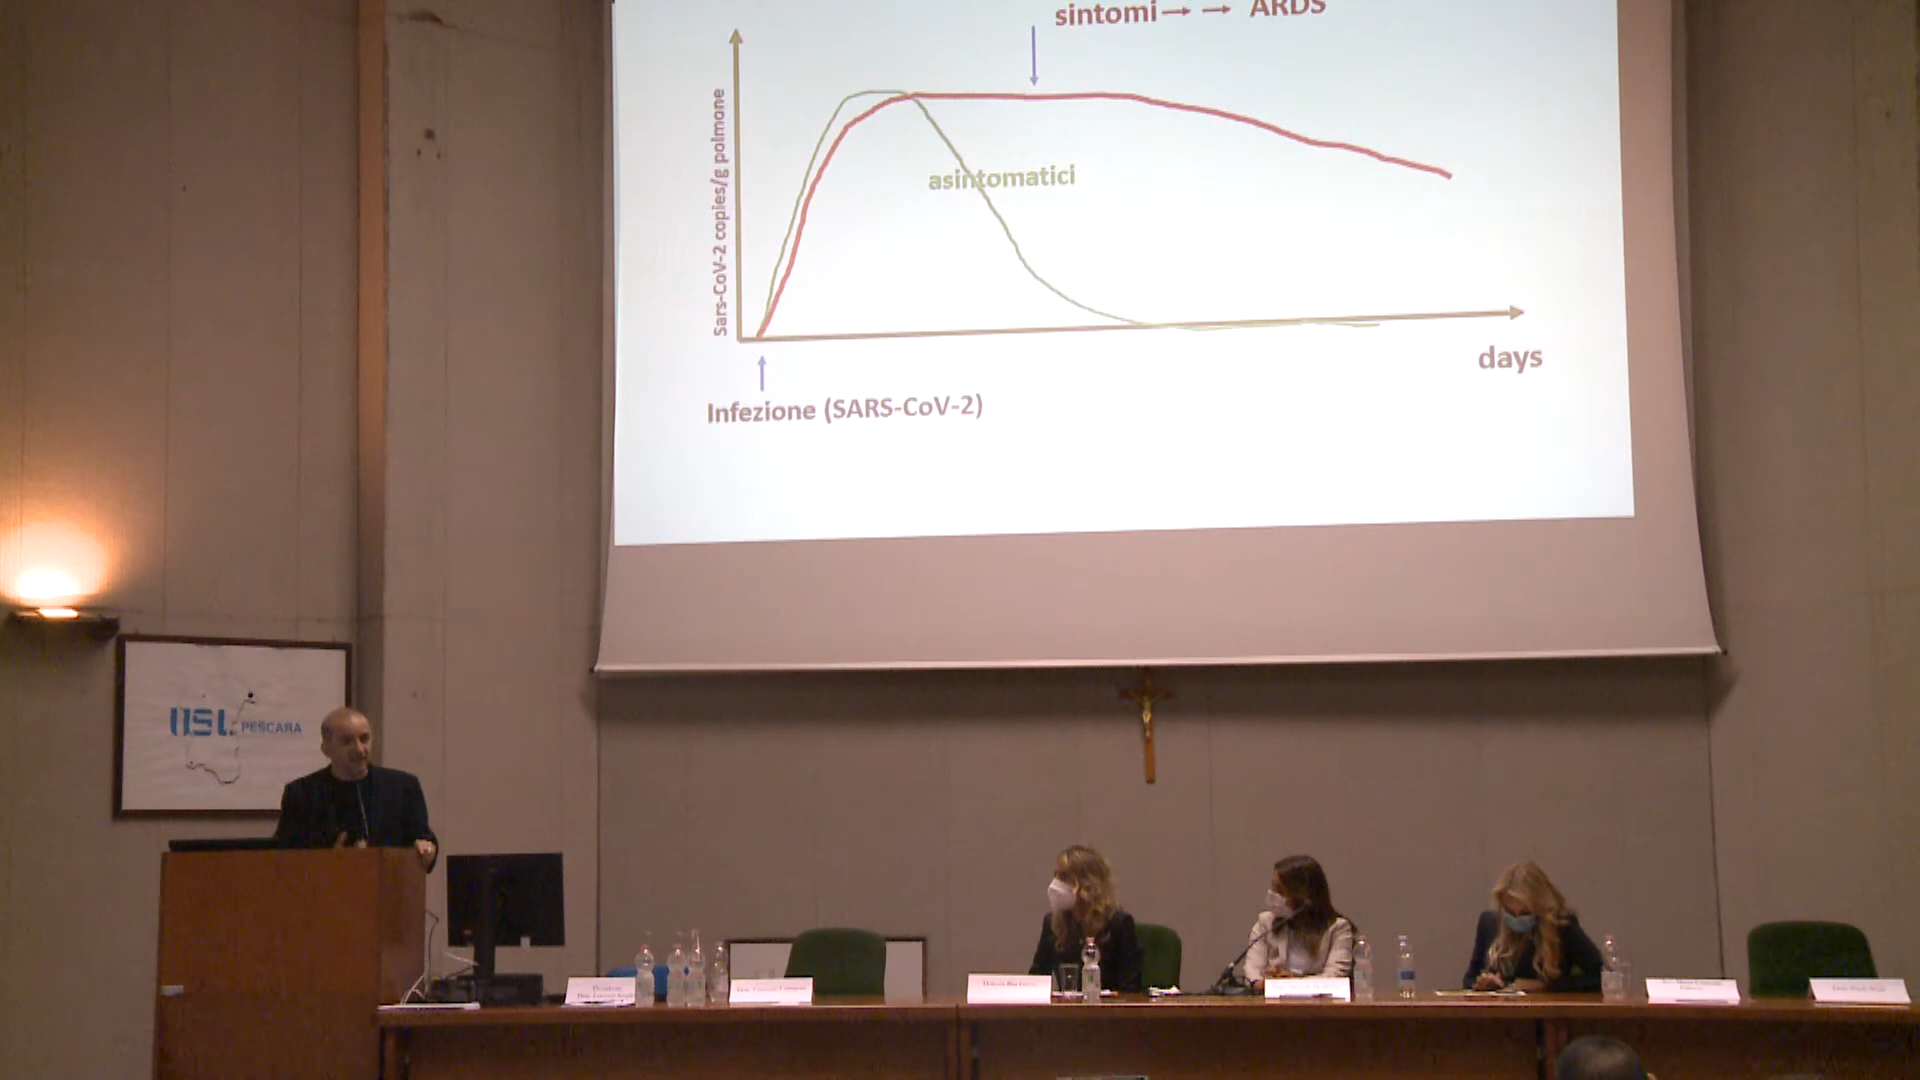 sintomi→ → ARDS
Sars-CoV-2 copies/g polmone
asintomatici
days
Infezione (SARS-CoV-2)
USL PESCARA